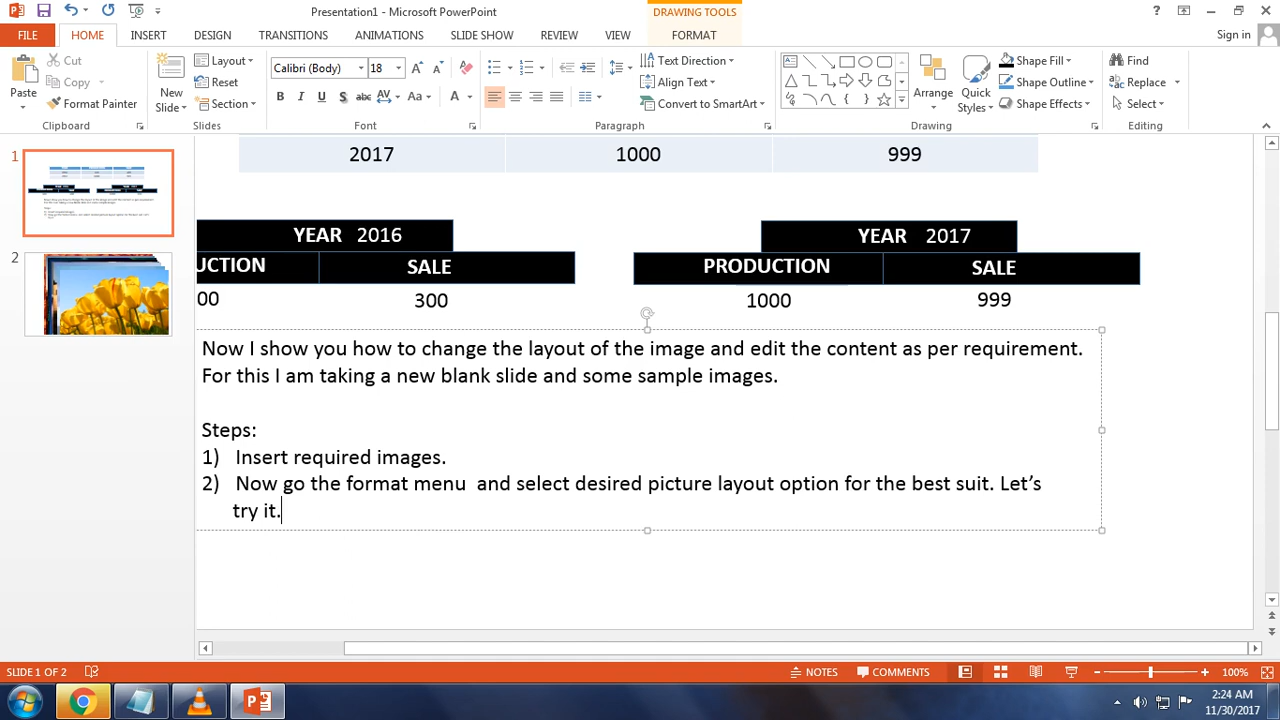 Presentation1 - Microsoft PowerPoint
DRAWING TOOLS
?
FILE HOME INSERT DESIGN TRANSITIONS ANIMATIONS SLIDE SHOW REVIEW VIEW FORMAT Sign in
Paste
Cut
Copy
Format Painter
Clipboard
New Slide
Layout
Reset
Section
Slides
Calibri (Body) 18
B I U S abc AV Aa A
Font
Text Direction
Align Text
Convert to SmartArt
Paragraph
Arrange
Quick Styles
Shape Fill
Shape Outline
Shape Effects
Drawing
Find
Replace
Select
Editing
1
2
2017 1000 999
YEAR 2016
UCTION SALE
00 300
YEAR 2017
PRODUCTION SALE
1000 999
Now I show you how to change the layout of the image and edit the content as per requirement.
For this I am taking a new blank slide and some sample images.
Steps:
1) Insert required images.
2) Now go the format menu and select desired picture layout option for the best suit. Let’s
try it.
SLIDE 1 OF 2 NOTES COMMENTS 100%
2:24 AM
11/30/2017